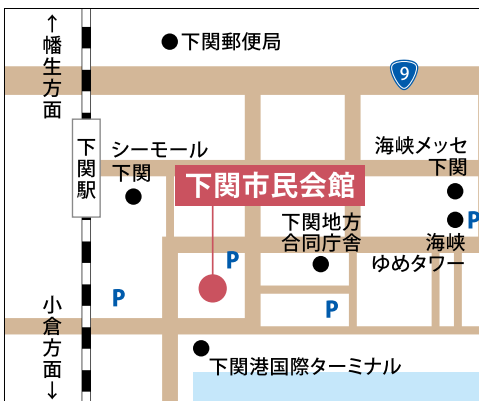 ↑幡生方面
下関郵便局
9
下関駅
シーモール
下関
海峡メッセ
下関
下関市民会館
P
下関地方
合同庁舎
海峡
ゆめタワー
P
P
P
小倉方面↓
下関港国際ターミナル